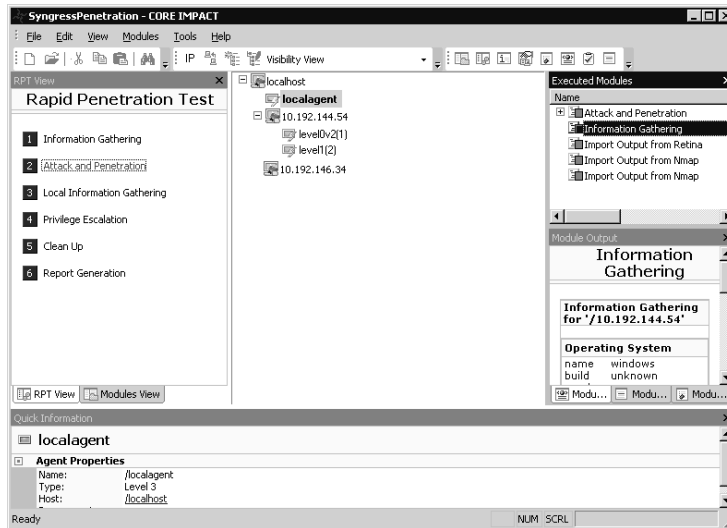 SyngressPenetration - CORE IMPACT
File Edit View Modules Tools Help
IP Visibility View
RPT View
Rapid Penetration Test
1 Information Gathering
2 Attack and Penetration
3 Local Information Gathering
4 Privilege Escalation
5 Clean Up
6 Report Generation
RPT View Modules View
localhost
localagent
10.192.144.54
level0v2(1)
level1(2)
10.192.146.34
Executed Modules
Name
Attack and Penetration
Information Gathering
Import Output from Retina
Import Output from Nmap
Import Output from Nmap
Module Output
Information
Gathering
Information Gathering
for '/10.192.144.54'
Operating System
name windows
build unknown
Modu... Modu... Modu...
Quick Information
localagent
Agent Properties
Name: /localagent
Type: Level 3
Host: /localhost
Ready NUM SCRL